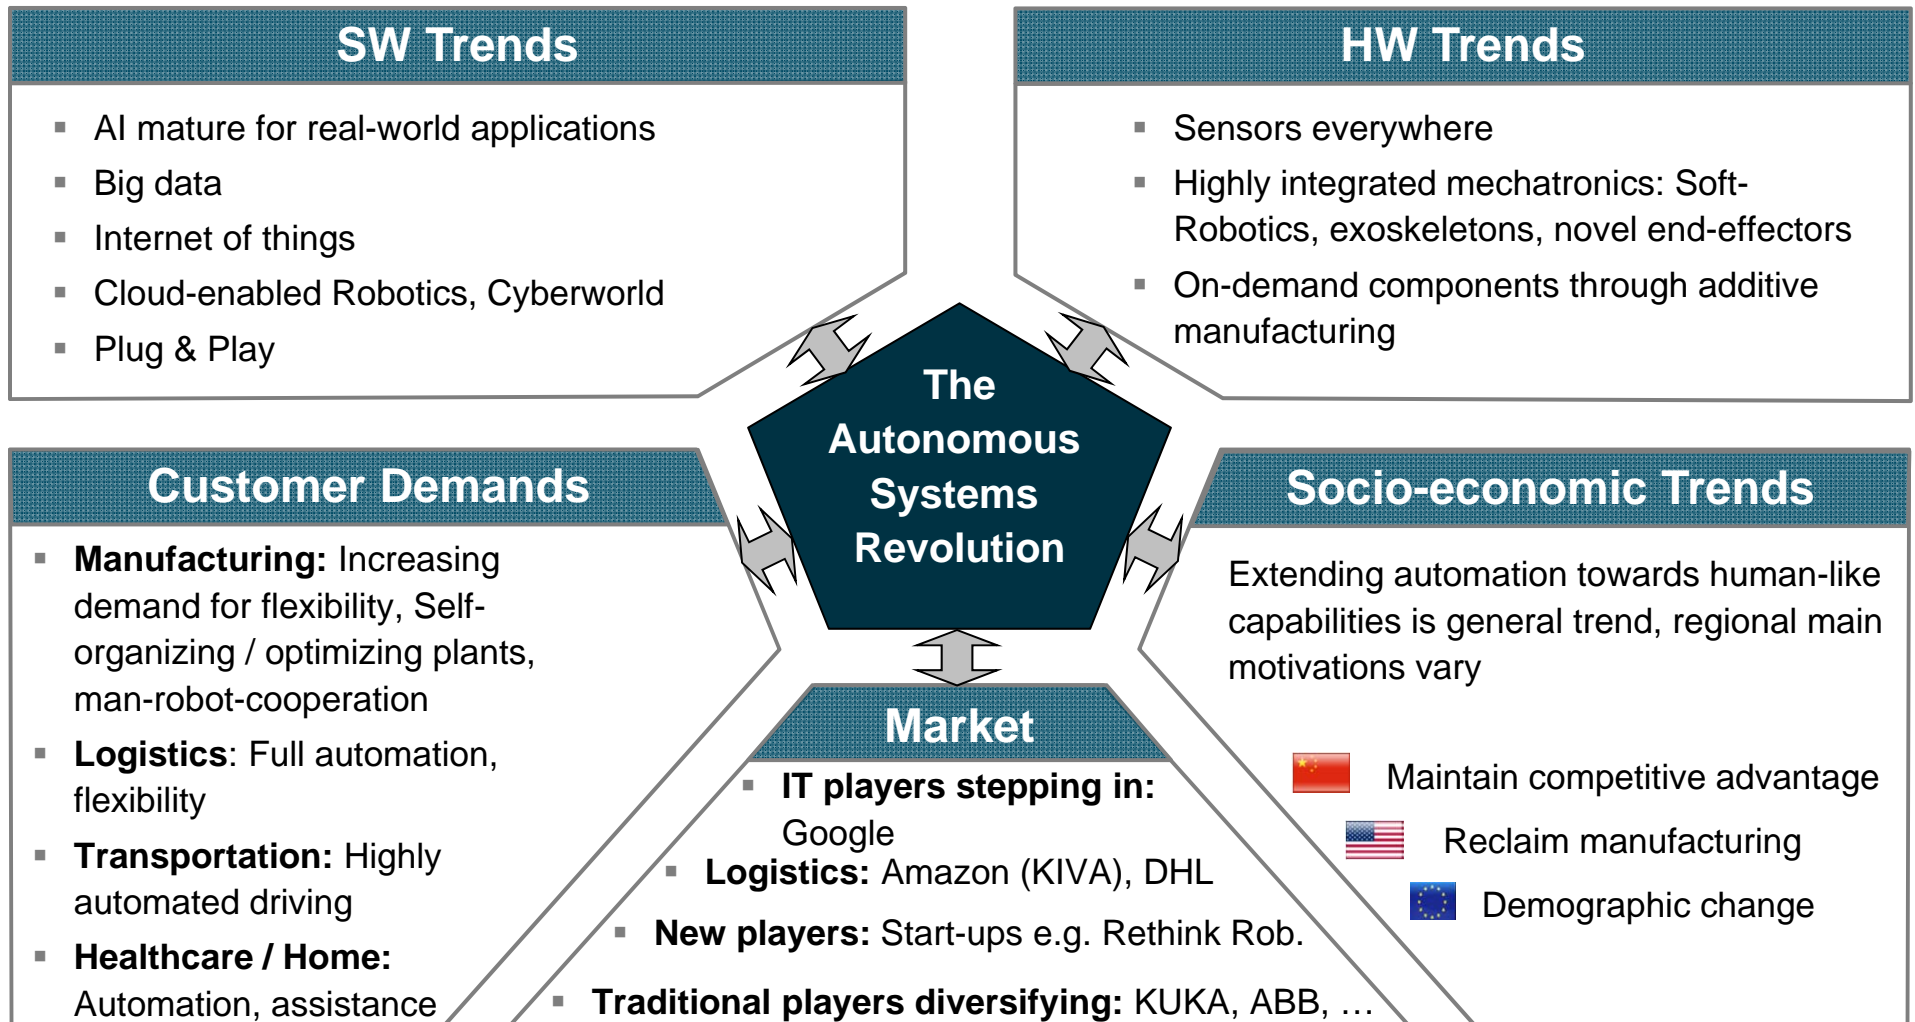 SW Trends
AI mature for real-world applications
Big data
Internet of things
Cloud-enabled Robotics, Cyberworld
Plug & Play
HW Trends
Sensors everywhere
Highly integrated mechatronics: Soft-
Robotics, exoskeletons, novel end-effectors
On-demand components through additive
manufacturing
The
Autonomous
Systems
Revolution
Customer Demands
Manufacturing: Increasing
demand for flexibility, Self-
organizing / optimizing plants,
man-robot-cooperation
Logistics: Full automation,
flexibility
Transportation: Highly
automated driving
Healthcare / Home:
Automation, assistance
Market
IT players stepping in:
Google
Logistics: Amazon (KIVA), DHL
New players: Start-ups e.g. Rethink Rob.
Traditional players diversifying: KUKA, ABB, …
Socio-economic Trends
Extending automation towards human-like
capabilities is general trend, regional main
motivations vary
Maintain competitive advantage
Reclaim manufacturing
Demographic change